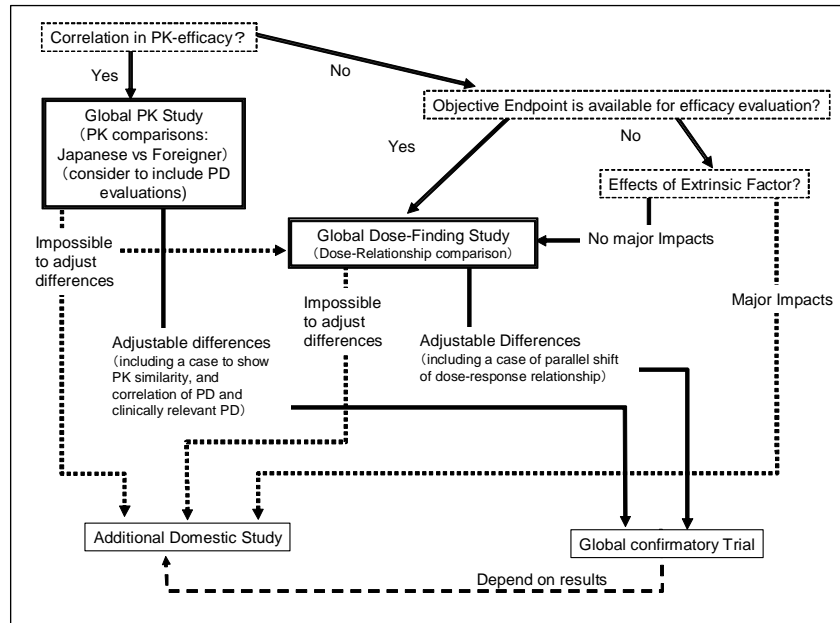 Correlation in PK-efficacy?
Yes
No
Objective Endpoint is available for efficacy evaluation?
Global PK Study
(PK comparisons:
Japanese vs Foreigner)
(consider to include PD
evaluations)
Yes
No
Effects of Extrinsic Factor?
Impossible
to adjust
differences
Global Dose-Finding Study
(Dose-Relationship comparison)
No major Impacts
Major Impacts
Impossible
to adjust
differences
Adjustable differences
(including a case to show
PK similarity, and
correlation of PD and
clinically relevant PD)
Adjustable Differences
(including a case of parallel shift
of dose-response relationship)
Additional Domestic Study
Global confirmatory Trial
Depend on results